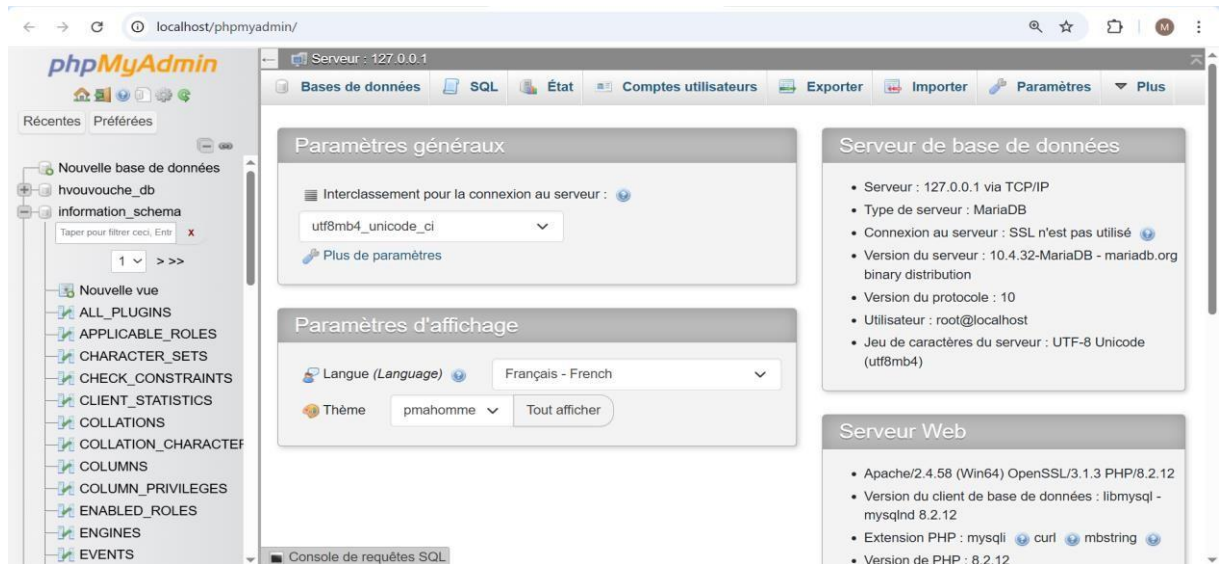 localhost/phpmyadmin/
M
phpMyAdmin
Récentes Préférées
Nouvelle base de données
hvouvouche_db
information_schema
Taper pour filtrer ceci, Entr X
1 > >>
Nouvelle vue
ALL_PLUGINS
APPLICABLE_ROLES
CHARACTER_SETS
CHECK_CONSTRAINTS
CLIENT_STATISTICS
COLLATIONS
COLLATION_CHARACTER
COLUMNS
COLUMN_PRIVILEGES
ENABLED_ROLES
ENGINES
EVENTS
Serveur : 127.0.0.1
Bases de données SQL État Comptes utilisateurs Exporter Importer Paramètres Plus
Paramètres généraux
Interclassement pour la connexion au serveur :
utf8mb4_unicode_ci
Plus de paramètres
Paramètres d'affichage
Langue (Language) Français - French
Thème pmahomme Tout afficher
Console de requêtes SQL
Serveur de base de données
Serveur : 127.0.0.1 via TCP/IP
Type de serveur : MariaDB
Connexion au serveur : SSL n'est pas utilisé
Version du serveur : 10.4.32-MariaDB - mariadb.org
binary distribution
Version du protocole : 10
Utilisateur : root@localhost
Jeu de caractères du serveur : UTF-8 Unicode
(utf8mb4)
Serveur Web
Apache/2.4.58 (Win64) OpenSSL/3.1.3 PHP/8.2.12
Version du client de base de données : libmysql -
mysqlnd 8.2.12
Extension PHP : mysqli curl mbstring
Version de PHP : 8.2.12